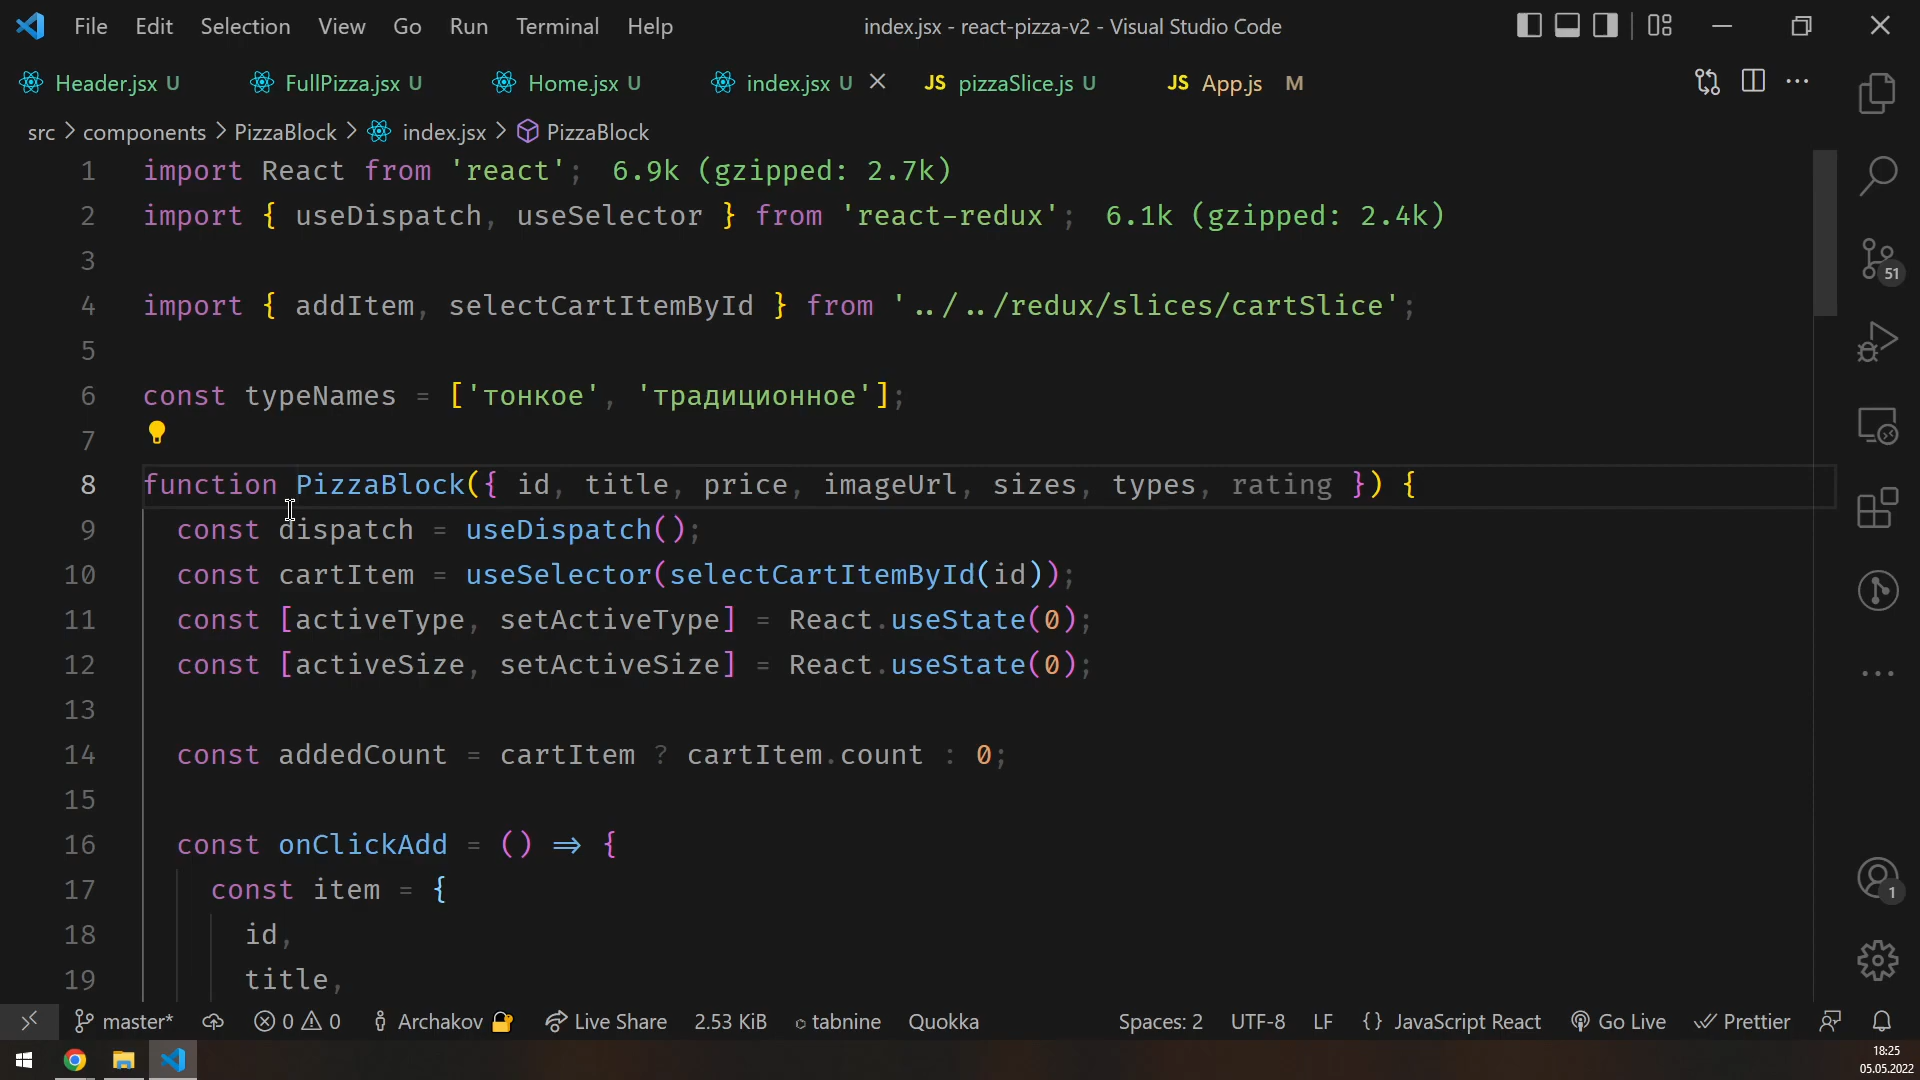 File Edit Selection View Go Run Terminal Help index.jsx - react-pizza-v2 - Visual Studio Code
Header.jsx U FullPizza.jsx U Home.jsx U index.jsx U JS pizzaSlice.js U JS App.js M
src > components > PizzaBlock > index.jsx > PizzaBlock
1 import React from 'react'; 6.9k (gzipped: 2.7k)
2 import { useDispatch, useSelector } from 'react-redux'; 6.1k (gzipped: 2.4k)
3
4 import { addItem, selectCartItemById } from '../../redux/slices/cartSlice';
5
6 const typeNames = ['тонкое', 'традиционное'];
7
8 function PizzaBlock({ id, title, price, imageUrl, sizes, types, rating }) {
9 const dispatch = useDispatch();
10 const cartItem = useSelector(selectCartItemById(id));
11 const [activeType, setActiveType] = React.useState(0);
12 const [activeSize, setActiveSize] = React.useState(0);
13
14 const addedCount = cartItem ? cartItem.count : 0;
15
16 const onClickAdd = () => {
17 const item = {
18 id,
19 title,
51
1
master* 0 0 Archakov Live Share 2.53 KiB tabnine Quokka Spaces: 2 UTF-8 LF {} JavaScript React Go Live Prettier
18:25
05.05.2022